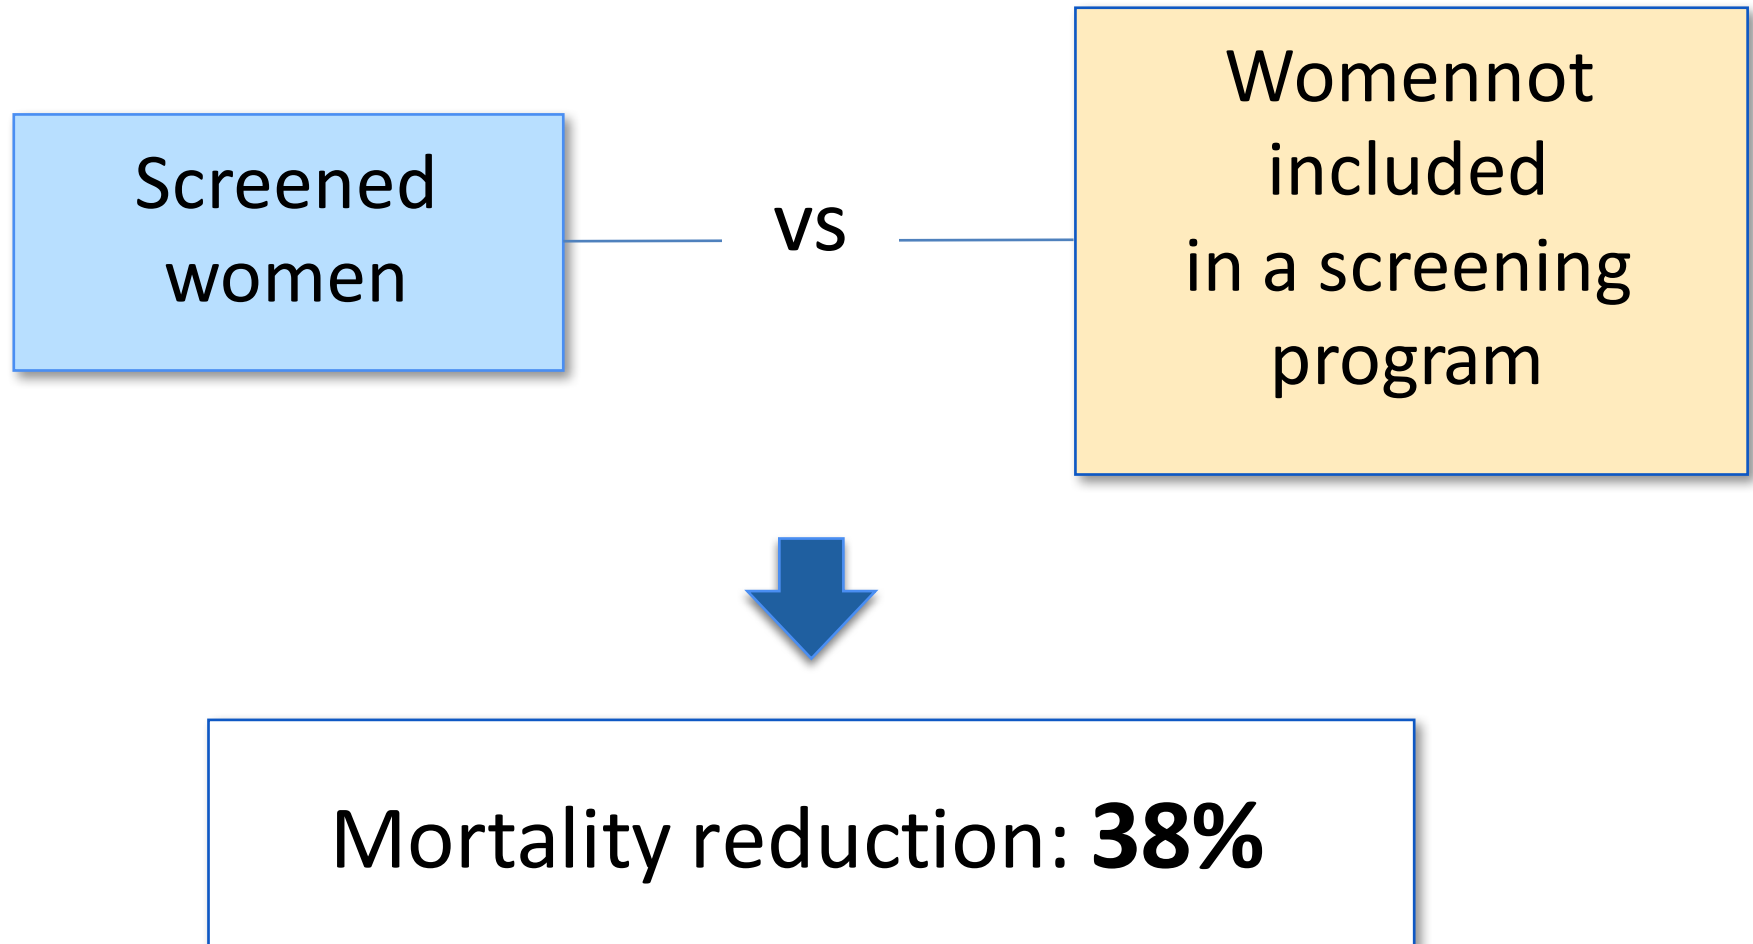 Screened
women
vs
Womennot
included
in a screening
program
Mortality reduction: 38%